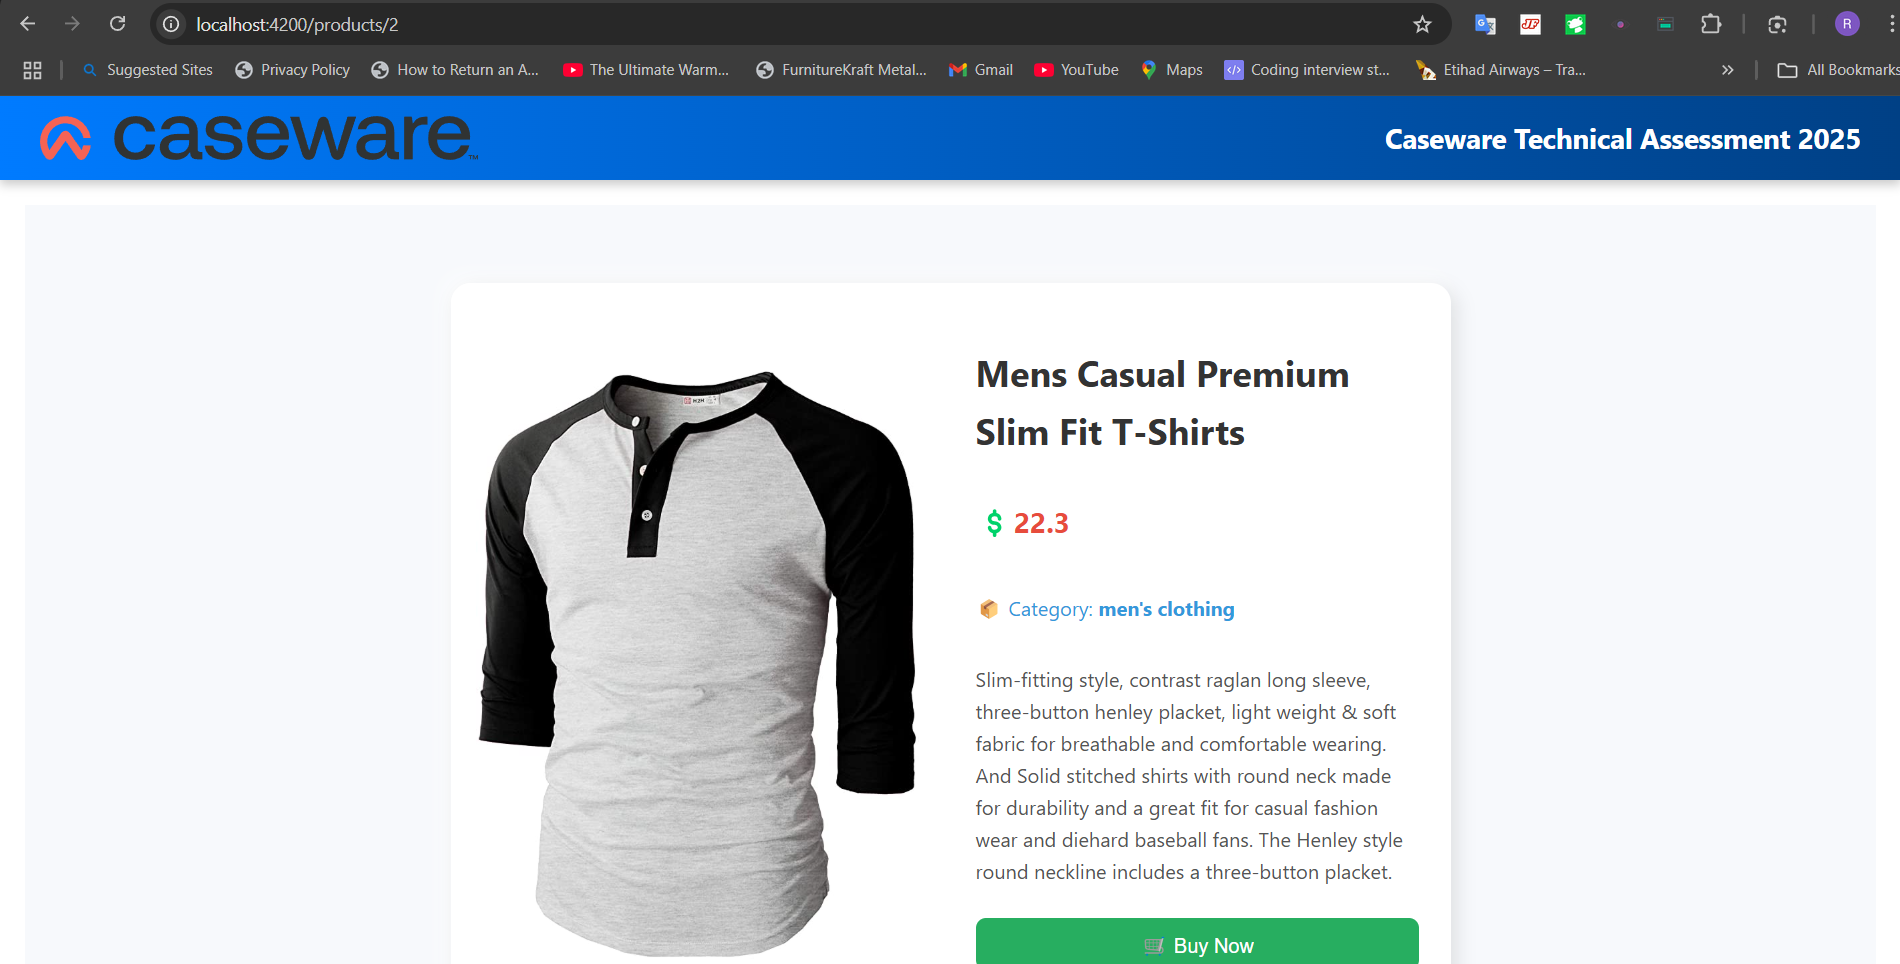 localhost:4200/products/2
R
Suggested Sites
Privacy Policy
How to Return an A...
The Ultimate Warm...
FurnitureKraft Metal...
Gmail
YouTube
Maps
Coding interview st...
Etihad Airways – Tra...
»
All Bookmarks
caseware™
Caseware Technical Assessment 2025
Mens Casual Premium
Slim Fit T-Shirts
$ 22.3
Category: men's clothing
Slim-fitting style, contrast raglan long sleeve,
three-button henley placket, light weight & soft
fabric for breathable and comfortable wearing.
And Solid stitched shirts with round neck made
for durability and a great fit for casual fashion
wear and diehard baseball fans. The Henley style
round neckline includes a three-button placket.
Buy Now
H2H